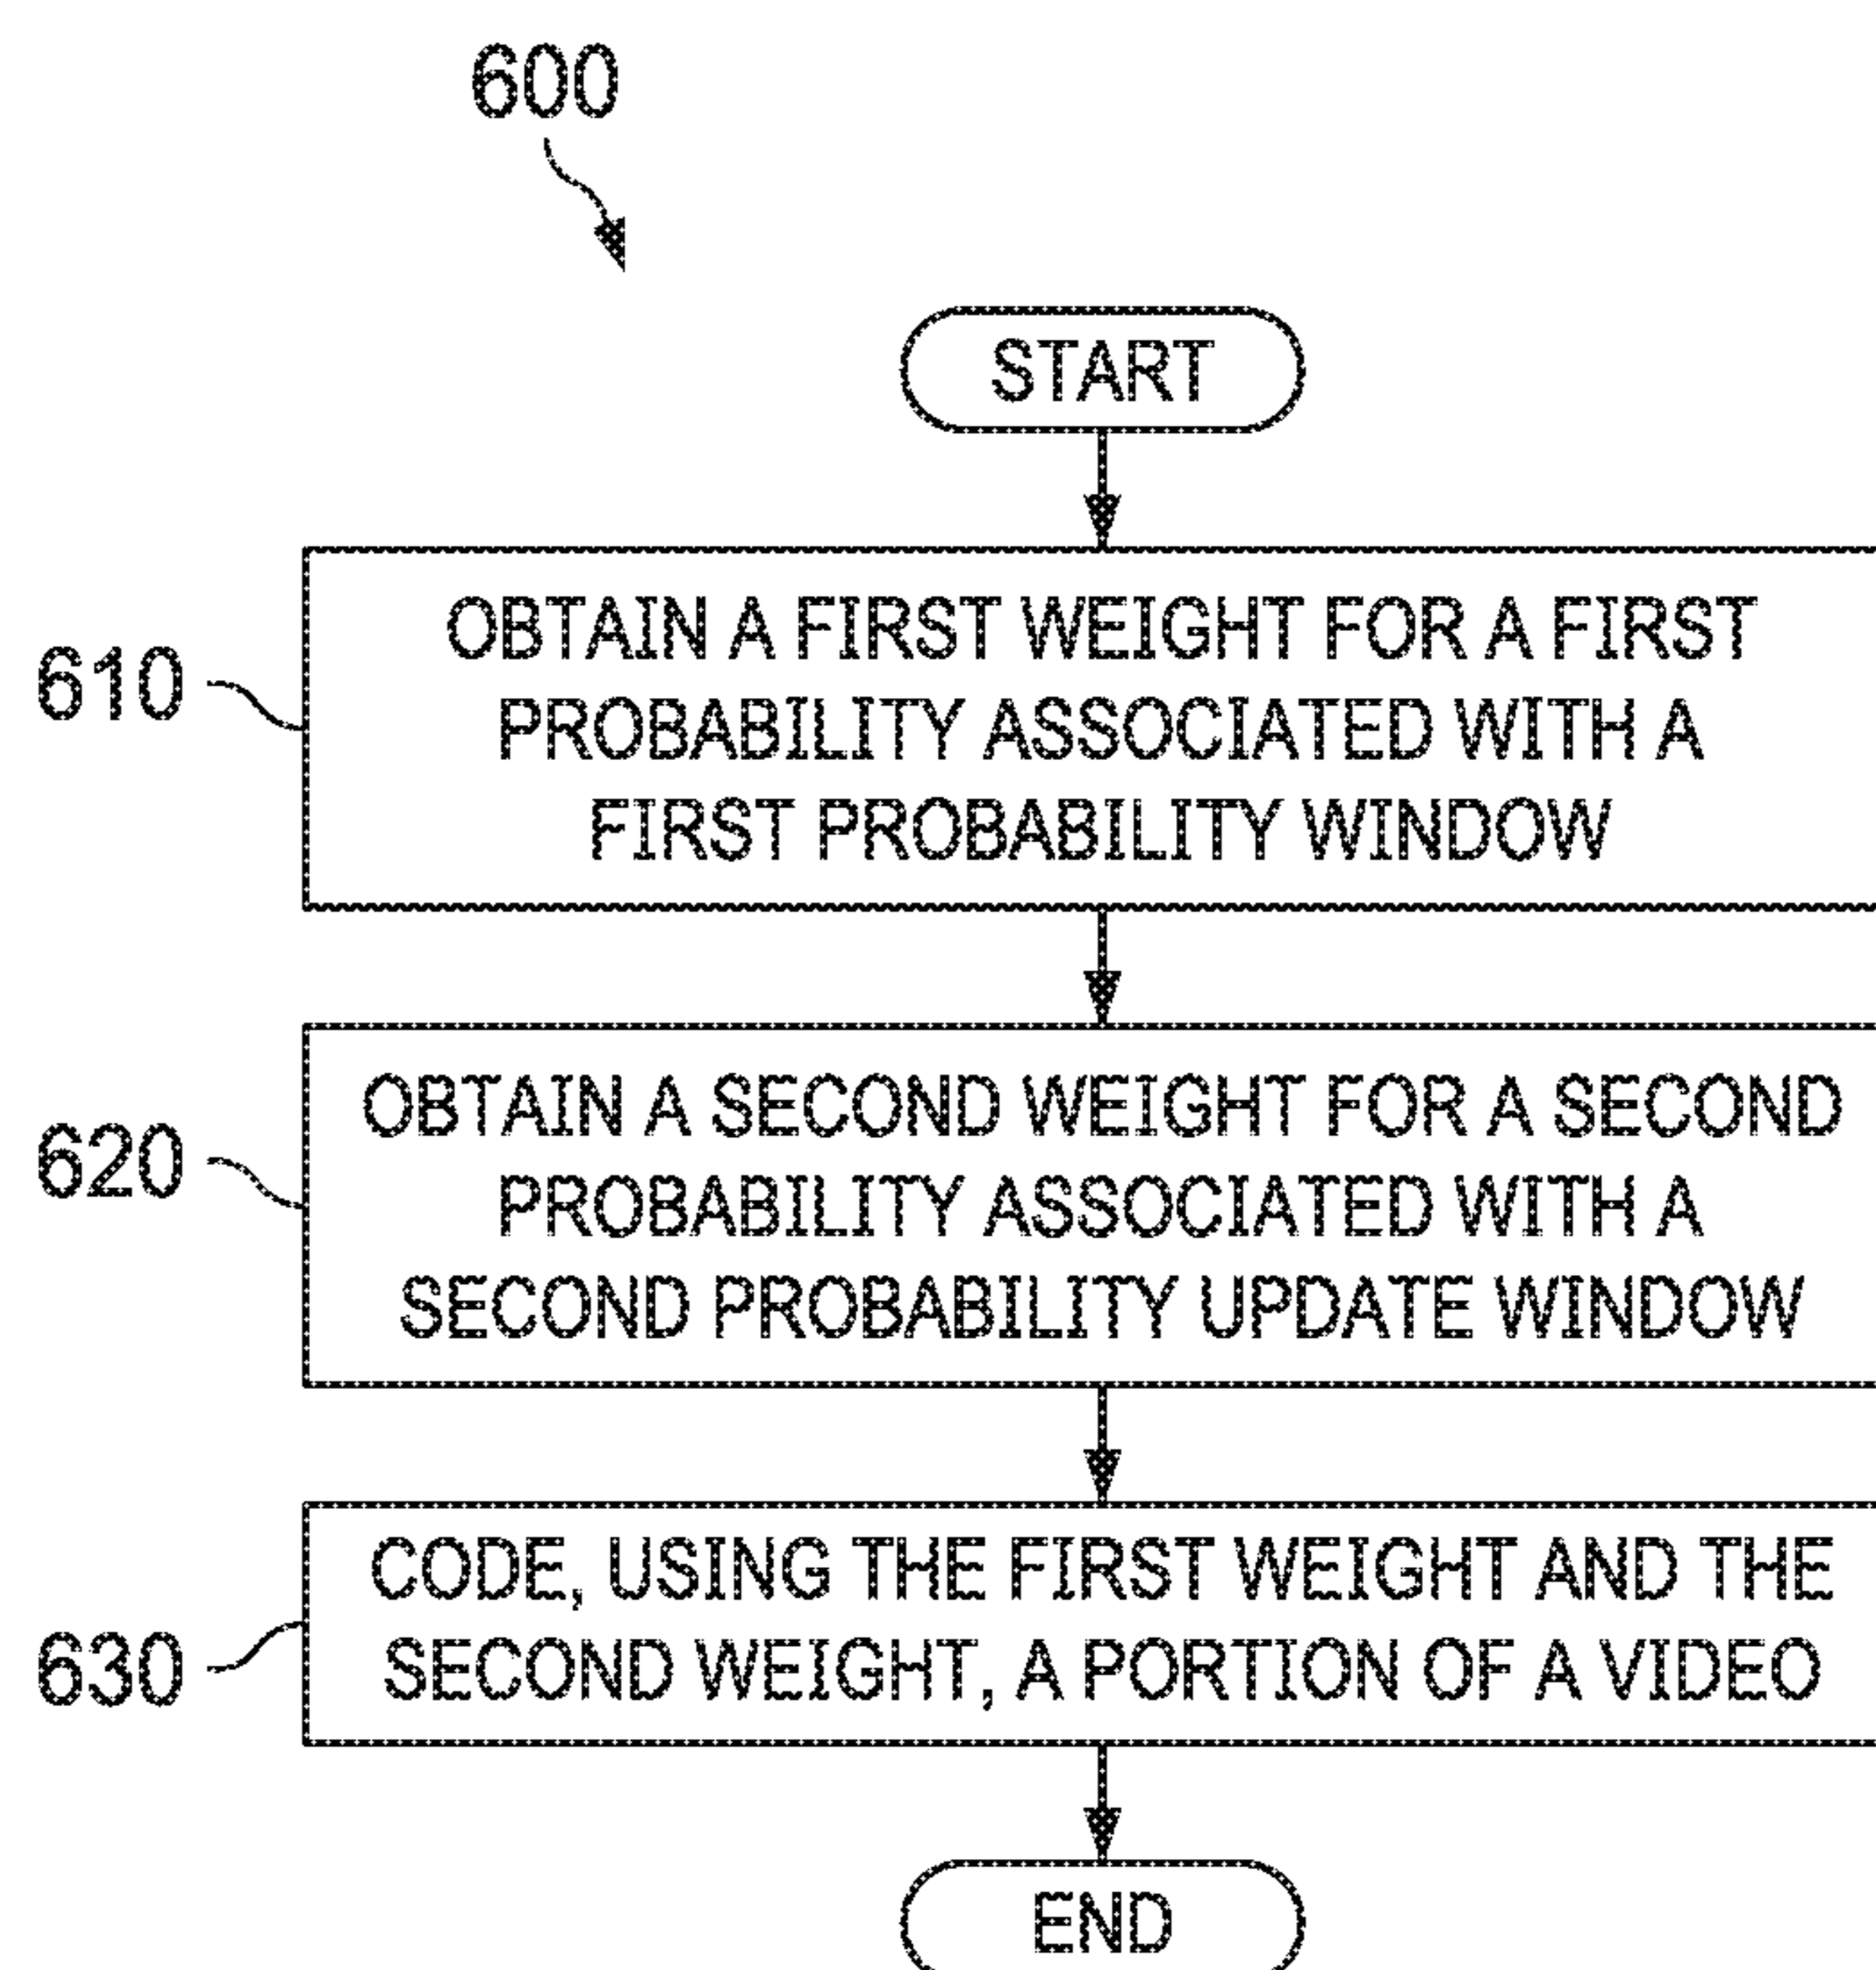 600
START
610
OBTAIN A FIRST WEIGHT FOR A FIRST
PROBABILITY ASSOCIATED WITH A
FIRST PROBABILITY WINDOW
620
OBTAIN A SECOND WEIGHT FOR A SECOND
PROBABILITY ASSOCIATED WITH A
SECOND PROBABILITY UPDATE WINDOW
630
CODE, USING THE FIRST WEIGHT AND THE
SECOND WEIGHT, A PORTION OF A VIDEO
END